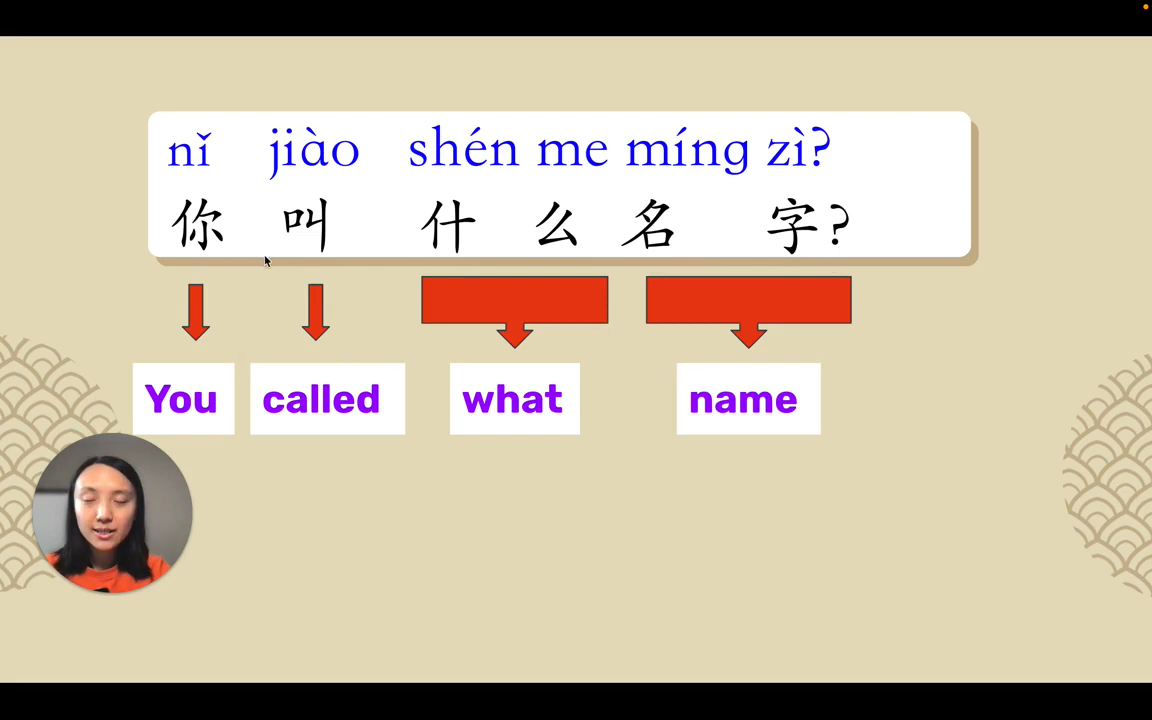 nǐ jiào shén me míng zì?
你 叫 什 么 名 字?
You called what name